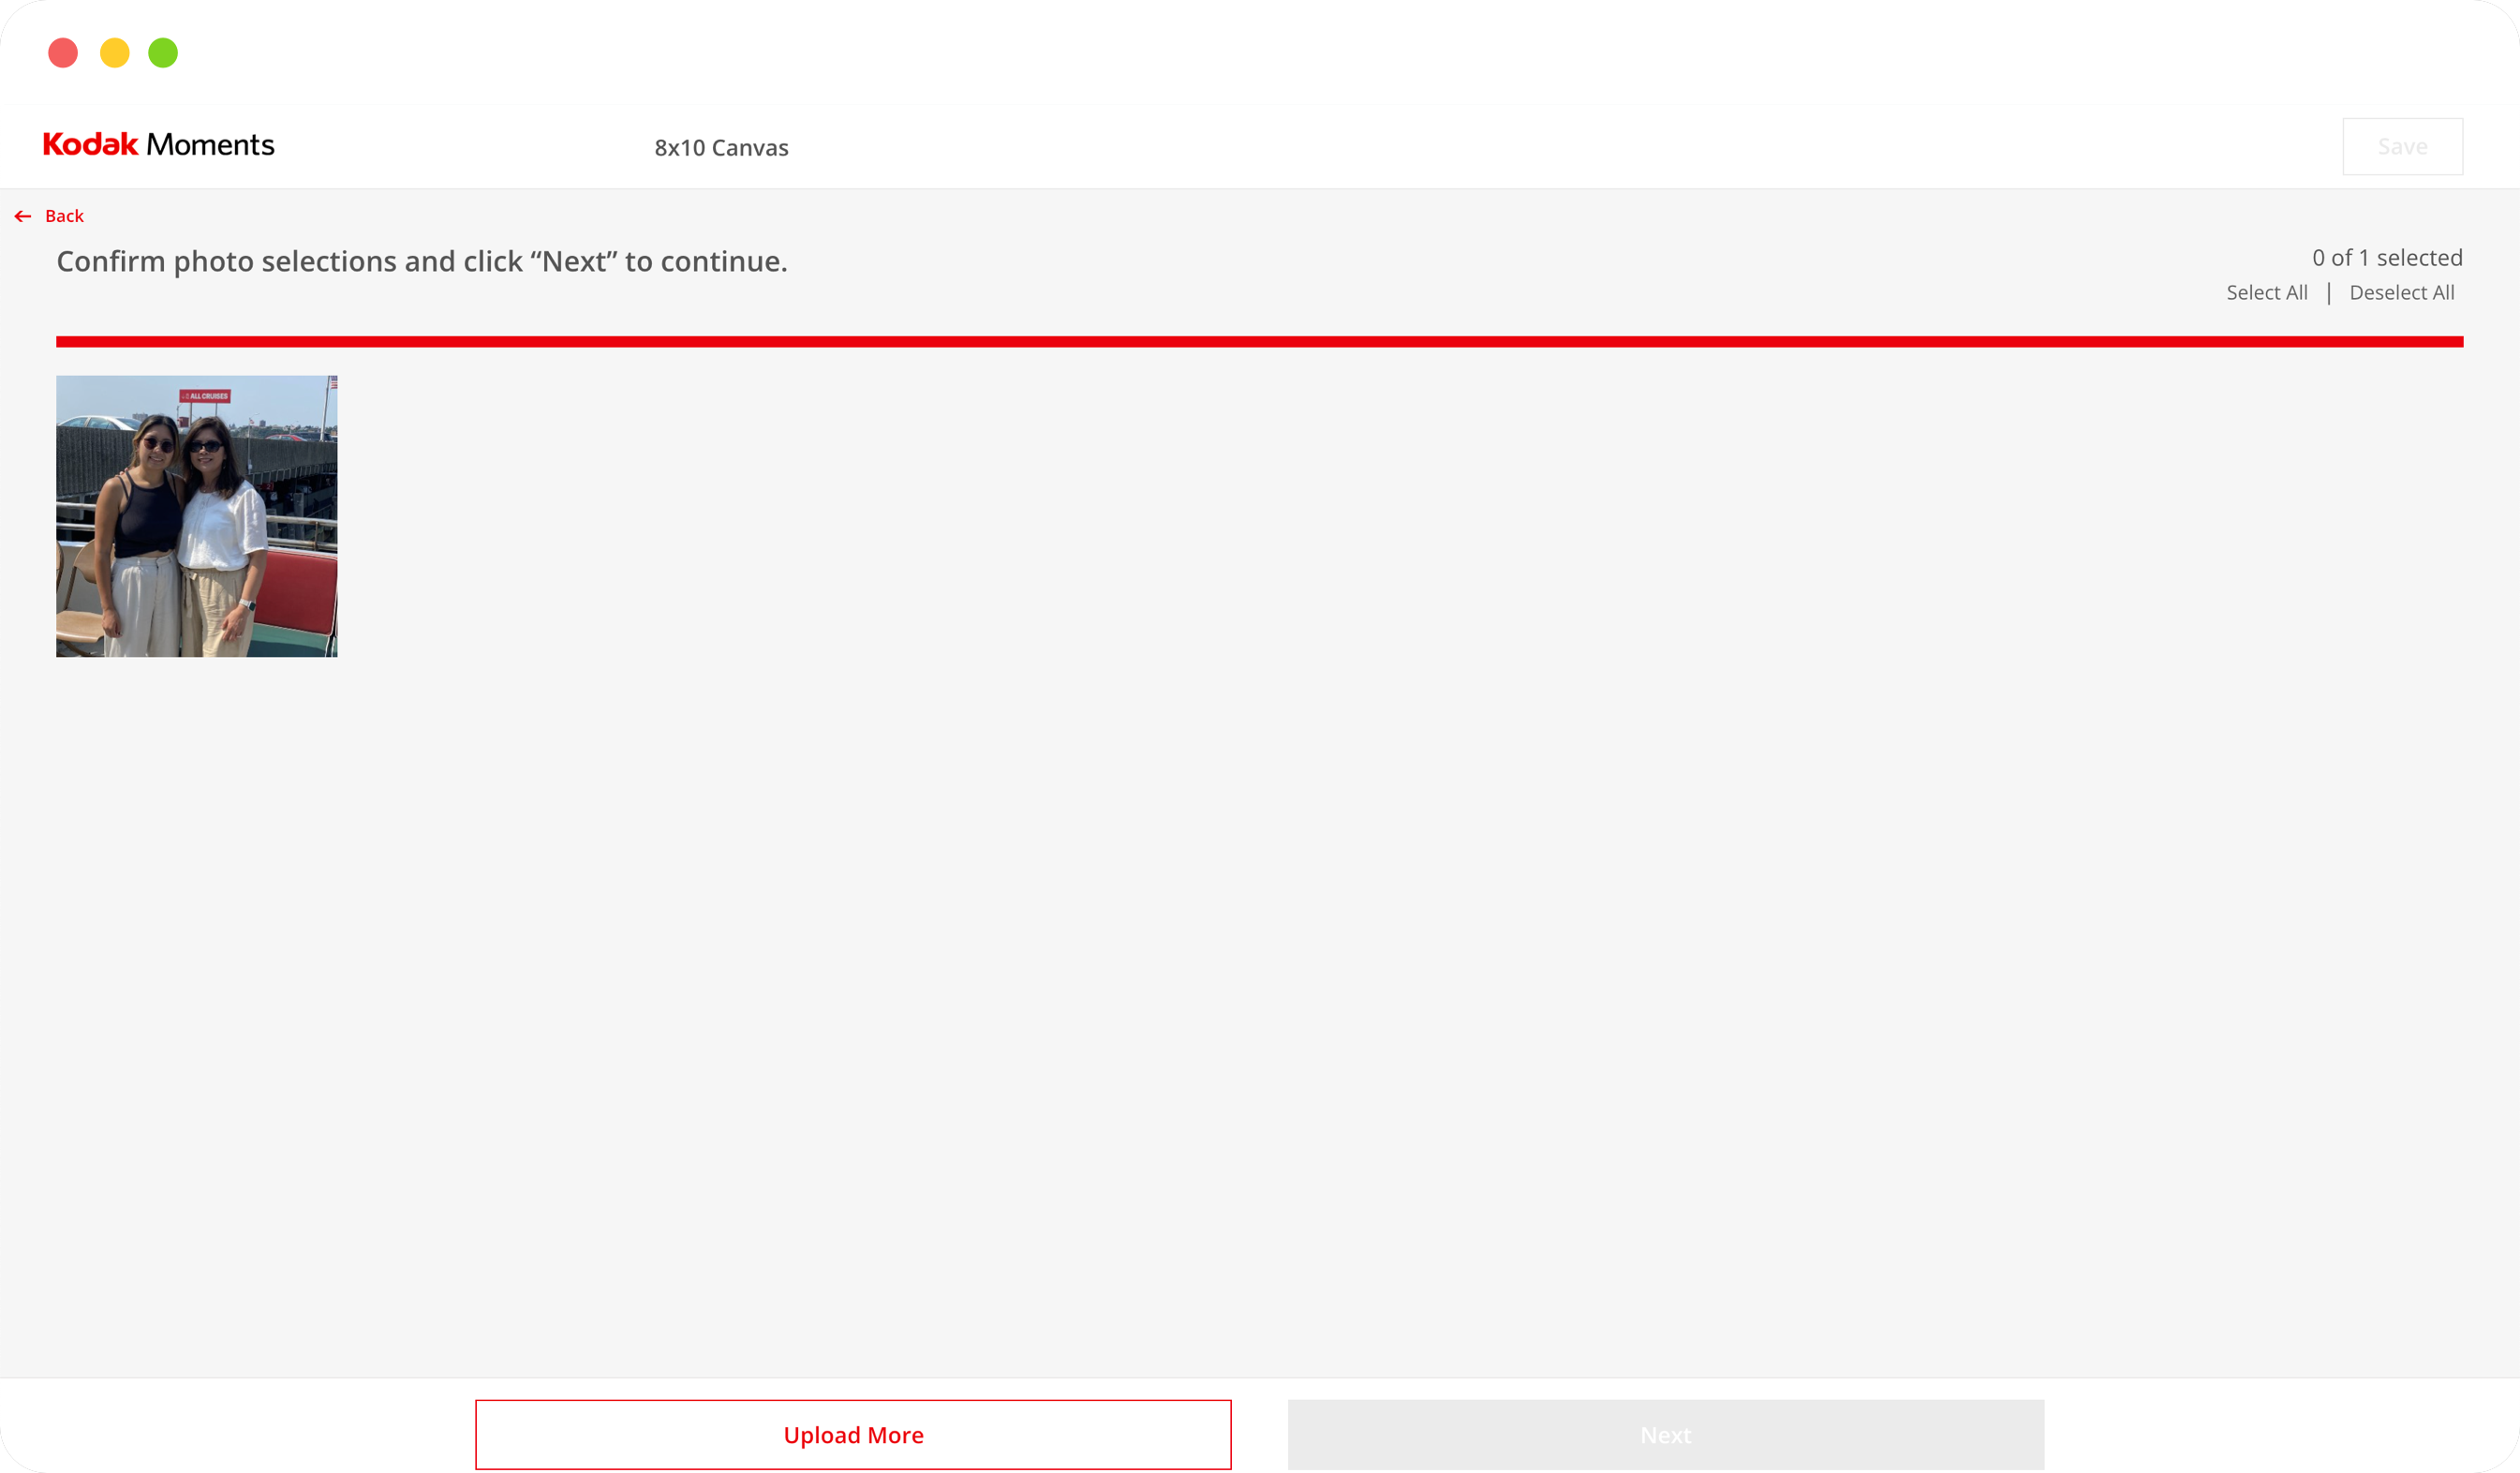 Kodak Moments
8x10 Canvas
Save
Back
Confirm photo selections and click “Next” to continue.
0 of 1 selected
Select All | Deselect All
ALL CRUISES
Upload More
Next